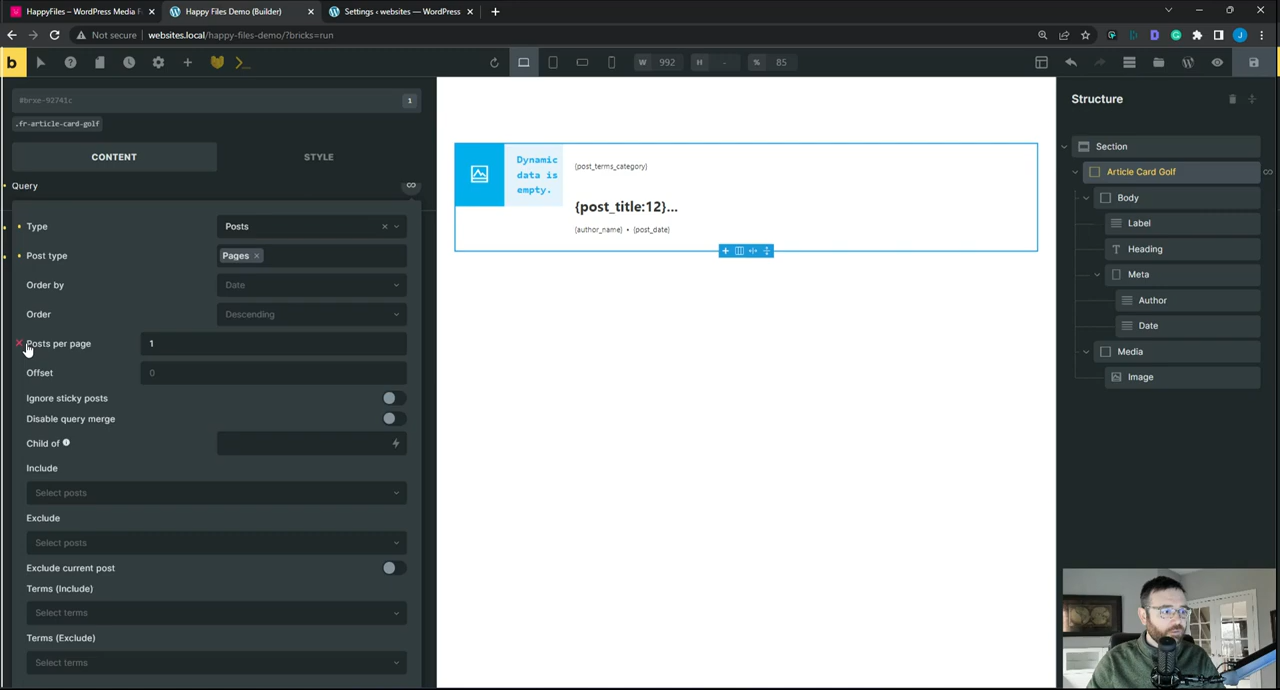 HappyFiles – WordPress Media F
Happy Files Demo (Builder)
Settings ‹ websites — WordPress
Not secure
websites.local/happy-files-demo/?bricks=run
b
W 992
H -
% 85
#brxe-92741c
1
.fr-article-card-golf
CONTENT
STYLE
Query
Type
Posts
Post type
Pages
Order by
Date
Order
Descending
Posts per page
1
Offset
0
Ignore sticky posts
Disable query merge
Child of
Include
Select posts
Exclude
Select posts
Exclude current post
Terms (Include)
Select terms
Terms (Exclude)
Select terms
Dynamic
data is
empty.
{post_terms_category}
{post_title:12}...
{author_name} • {post_date}
Structure
Section
Article Card Golf
Body
Label
Heading
Meta
Author
Date
Media
Image